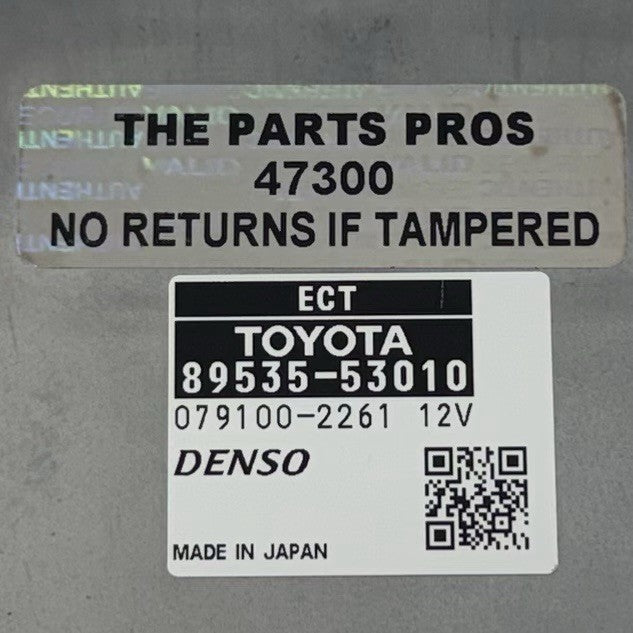 THE PARTS PROS
47300
NO RETURNS IF TAMPERED
ECT
TOYOTA
89535-53010
079100-2261 12V
DENSO
MADE IN JAPAN